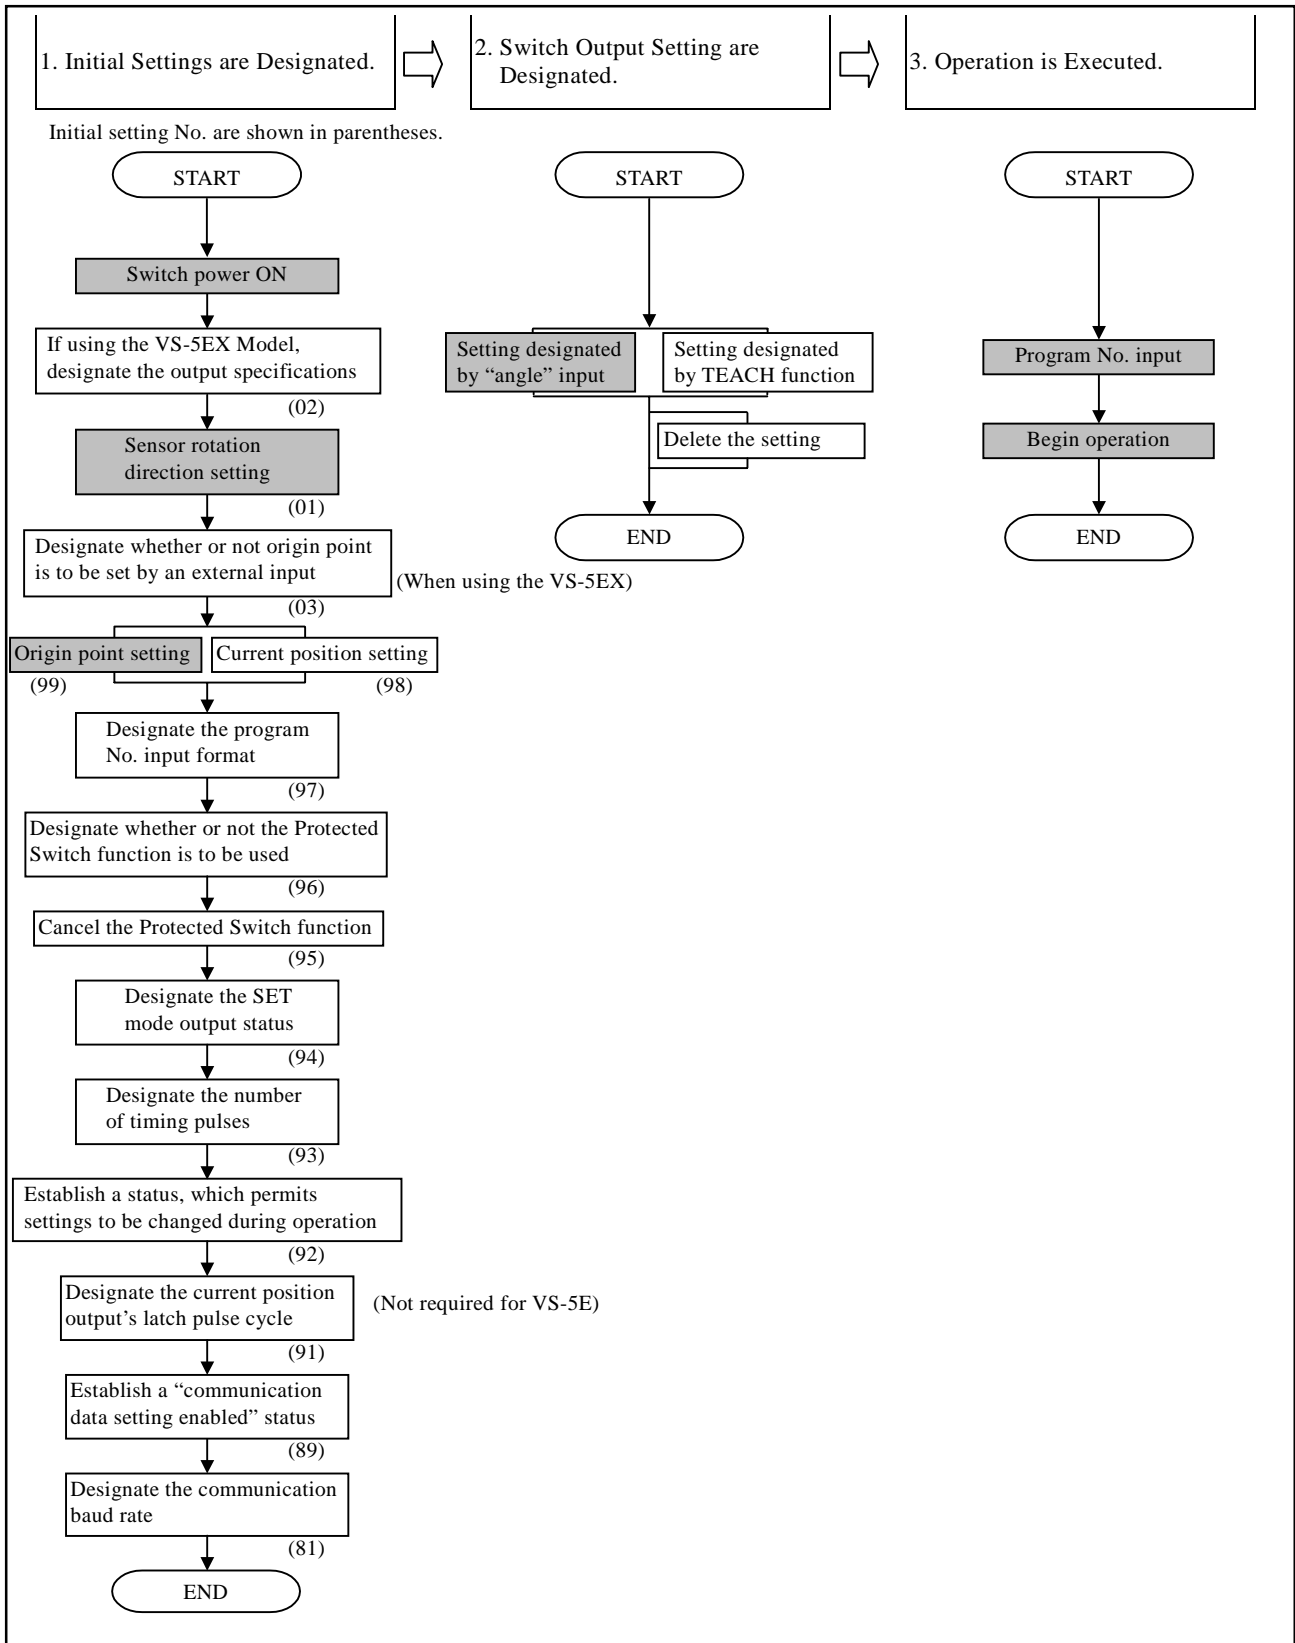 1. Initial Settings are Designated.
2. Switch Output Setting are
Designated.
3. Operation is Executed.
Initial setting No. are shown in parentheses.
START
Switch power ON
If using the VS-5EX Model,
designate the output specifications
(02)
Sensor rotation
direction setting
(01)
Designate whether or not origin point
is to be set by an external input
(When using the VS-5EX)
(03)
Origin point setting
(99)
Current position setting
(98)
Designate the program
No. input format
(97)
Designate whether or not the Protected
Switch function is to be used
(96)
Cancel the Protected Switch function
(95)
Designate the SET
mode output status
(94)
Designate the number
of timing pulses
(93)
Establish a status, which permits
settings to be changed during operation
(92)
Designate the current position
output’s latch pulse cycle
(Not required for VS-5E)
(91)
Establish a “communication
data setting enabled” status
(89)
Designate the communication
baud rate
(81)
END
START
Setting designated
by “angle” input
Setting designated
by TEACH function
Delete the setting
END
START
Program No. input
Begin operation
END